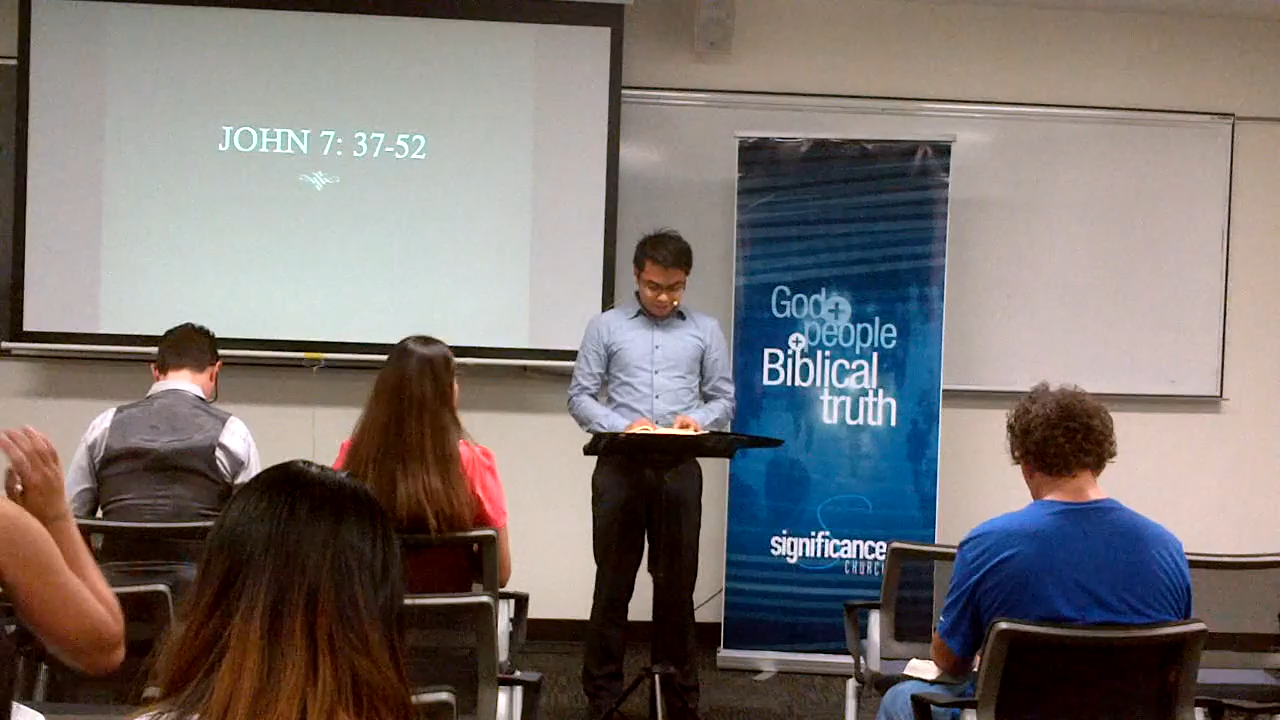 JOHN 7: 37-52
God+
people
+Biblical
truth
significance
CHURCH